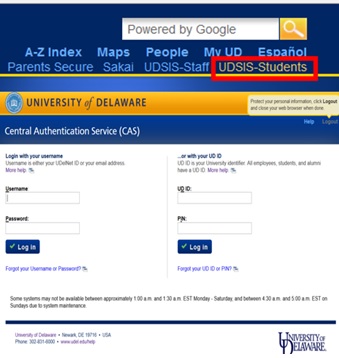 Powered by Google
A-Z Index Maps People My UD Español
Parents Secure Sakai UDSIS-Staff UDSIS-Students
UNIVERSITY of DELAWARE
Protect your personal information, click Logout
and close your web browser when done.
Help Logout
Central Authentication Service (CAS)
Login with your username
Username is either your UDelNet ID or your email address.
More help
Username
Password:
Log in
Forgot your Username or Password?
...or with your UD ID
UD ID is your University identifier. All employees, students, and alumni
have a UD ID. More help
UD ID:
PIN:
Log in
Forgot your UD ID or PIN?
Some systems may not be available between approximately 1:00 a.m. and 1:30 a.m. EST Monday - Saturday, and between 4:30 a.m. and 5:00 a.m. EST on
Sundays due to system maintenance.
University of Delaware • Newark, DE 19716 • USA
Phone: 302-831-6000 • www.udel.edu/help
UNIVERSITY OF
DELAWARE.